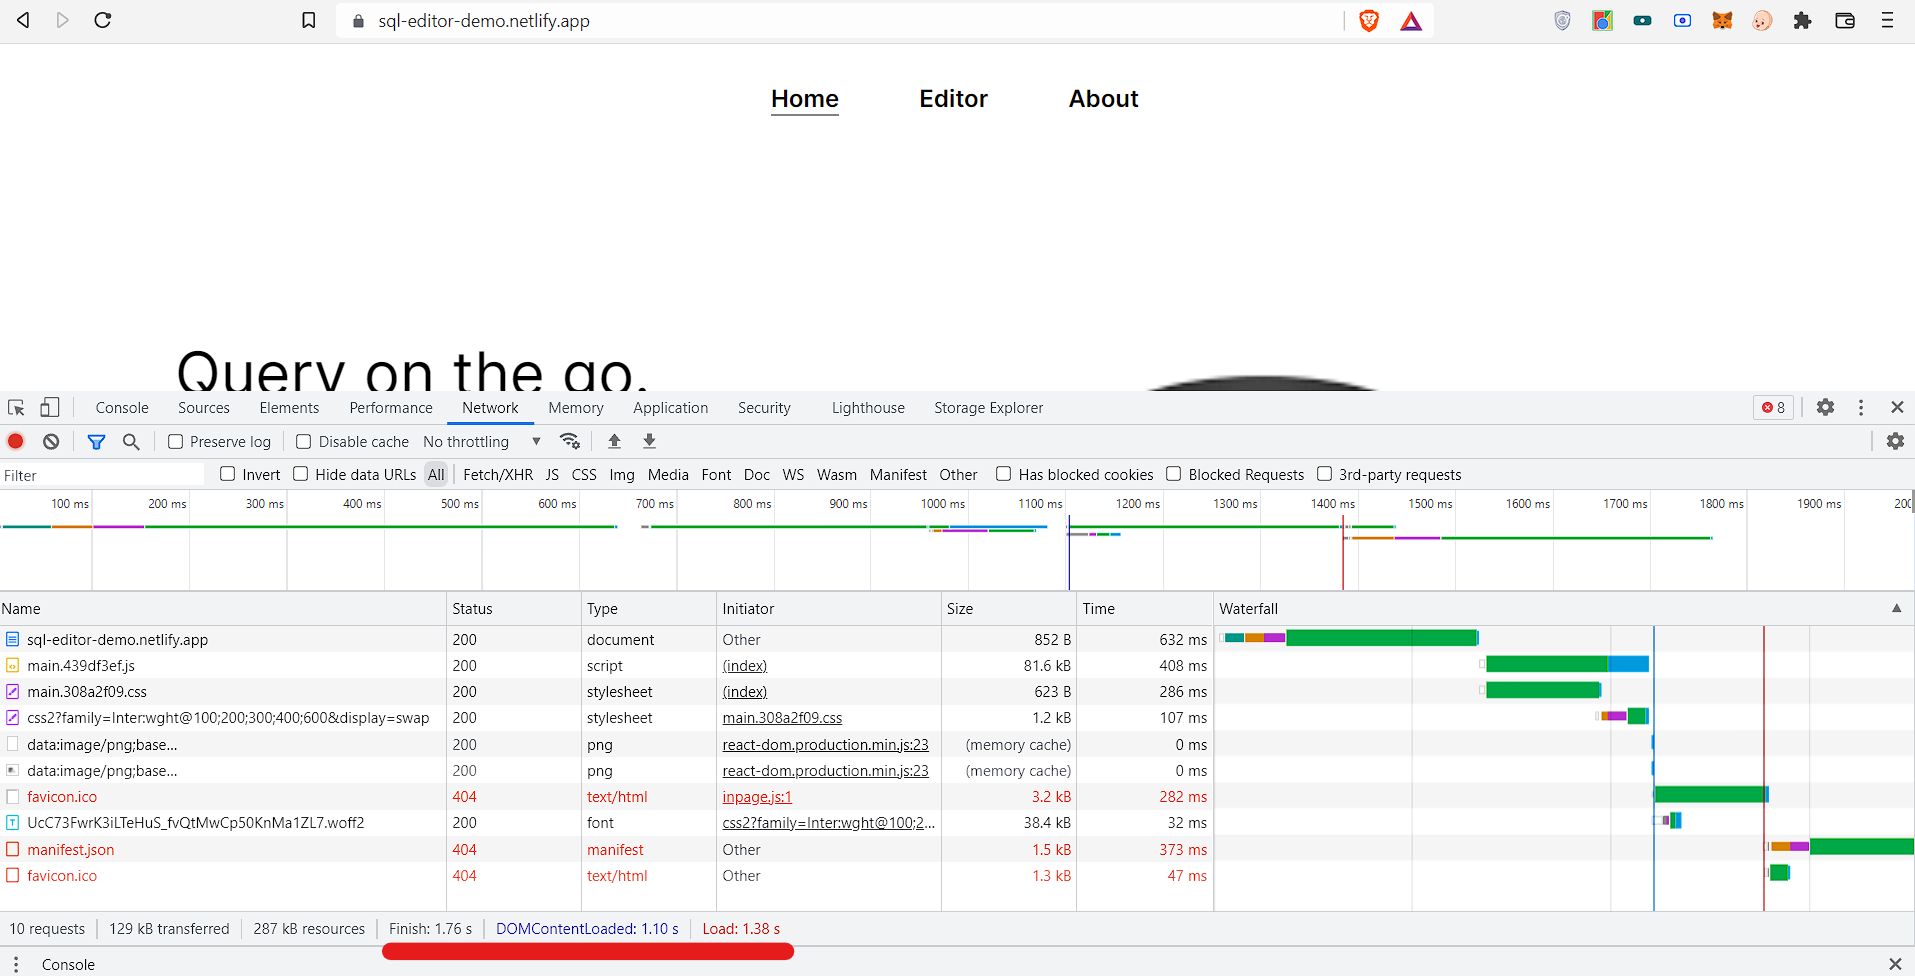 sql-editor-demo.netlify.app
Home Editor About
Query on the go.
Console Sources Elements Performance Network Memory Application Security Lighthouse Storage Explorer 8
Preserve log Disable cache No throttling
Filter Invert Hide data URLs All Fetch/XHR JS CSS Img Media Font Doc WS Wasm Manifest Other Has blocked cookies Blocked Requests 3rd-party requests
100 ms 200 ms 300 ms 400 ms 500 ms 600 ms 700 ms 800 ms 900 ms 1000 ms 1100 ms 1200 ms 1300 ms 1400 ms 1500 ms 1600 ms 1700 ms 1800 ms 1900 ms
Name Status Type Initiator Size Time Waterfall
sql-editor-demo.netlify.app 200 document Other 852 B 632 ms
main.439df3ef.js 200 script (index) 81.6 kB 408 ms
main.308a2f09.css 200 stylesheet (index) 623 B 286 ms
css2?family=Inter:wght@100;200;300;400;600&display=swap 200 stylesheet main.308a2f09.css 1.2 kB 107 ms
data:image/png;base... 200 png react-dom.production.min.js:23 (memory cache) 0 ms
data:image/png;base... 200 png react-dom.production.min.js:23 (memory cache) 0 ms
favicon.ico 404 text/html inpage.js:1 3.2 kB 282 ms
UcC73FwrK3iLTeHuS_fvQtMwCp50KnMa1ZL7.woff2 200 font css2?family=Inter:wght@100;2... 38.4 kB 32 ms
manifest.json 404 manifest Other 1.5 kB 373 ms
favicon.ico 404 text/html Other 1.3 kB 47 ms
10 requests 129 kB transferred 287 kB resources Finish: 1.76 s DOMContentLoaded: 1.10 s Load: 1.38 s
Console